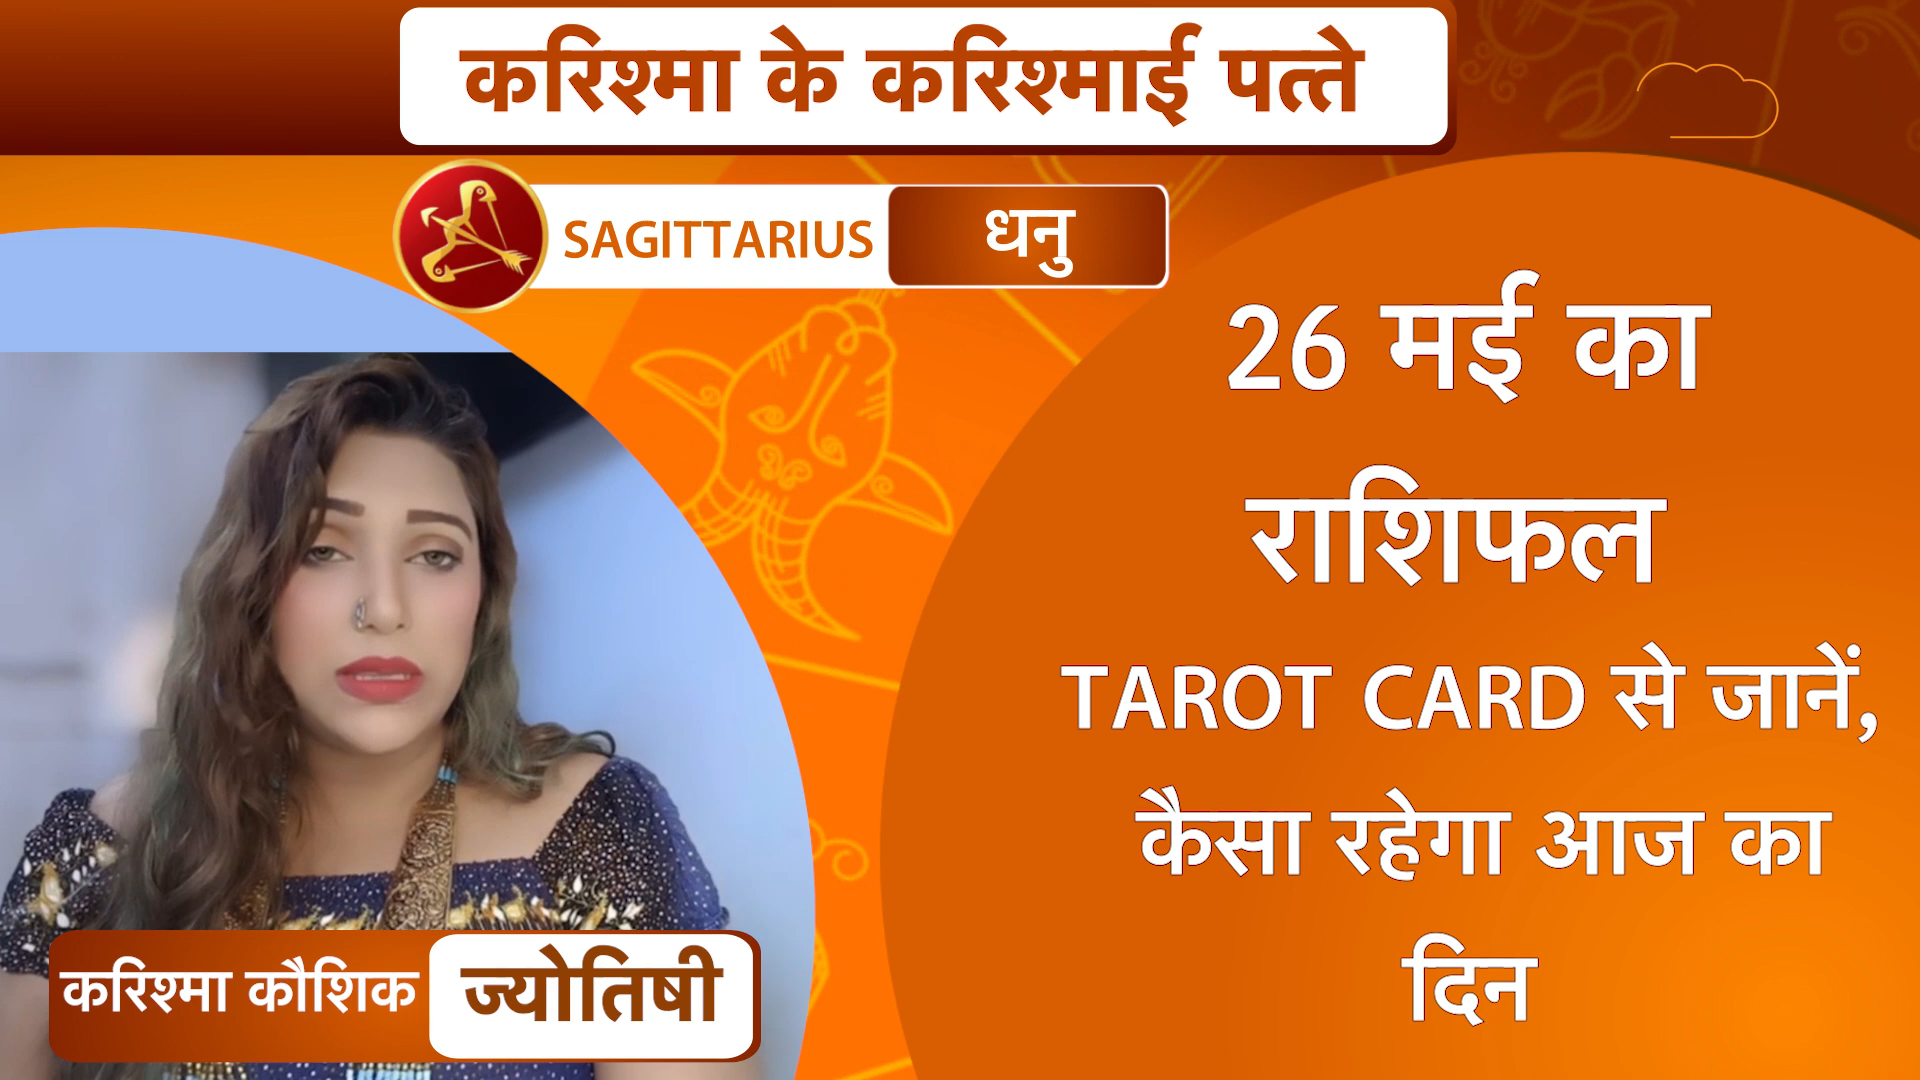 करिश्मा के करिश्माई पत्ते
SAGITTARIUS धनु
26 मई का
राशिफल
TAROT CARD से जानें,
कैसा रहेगा आज का
दिन
करिश्मा कौशिक ज्योतिषी